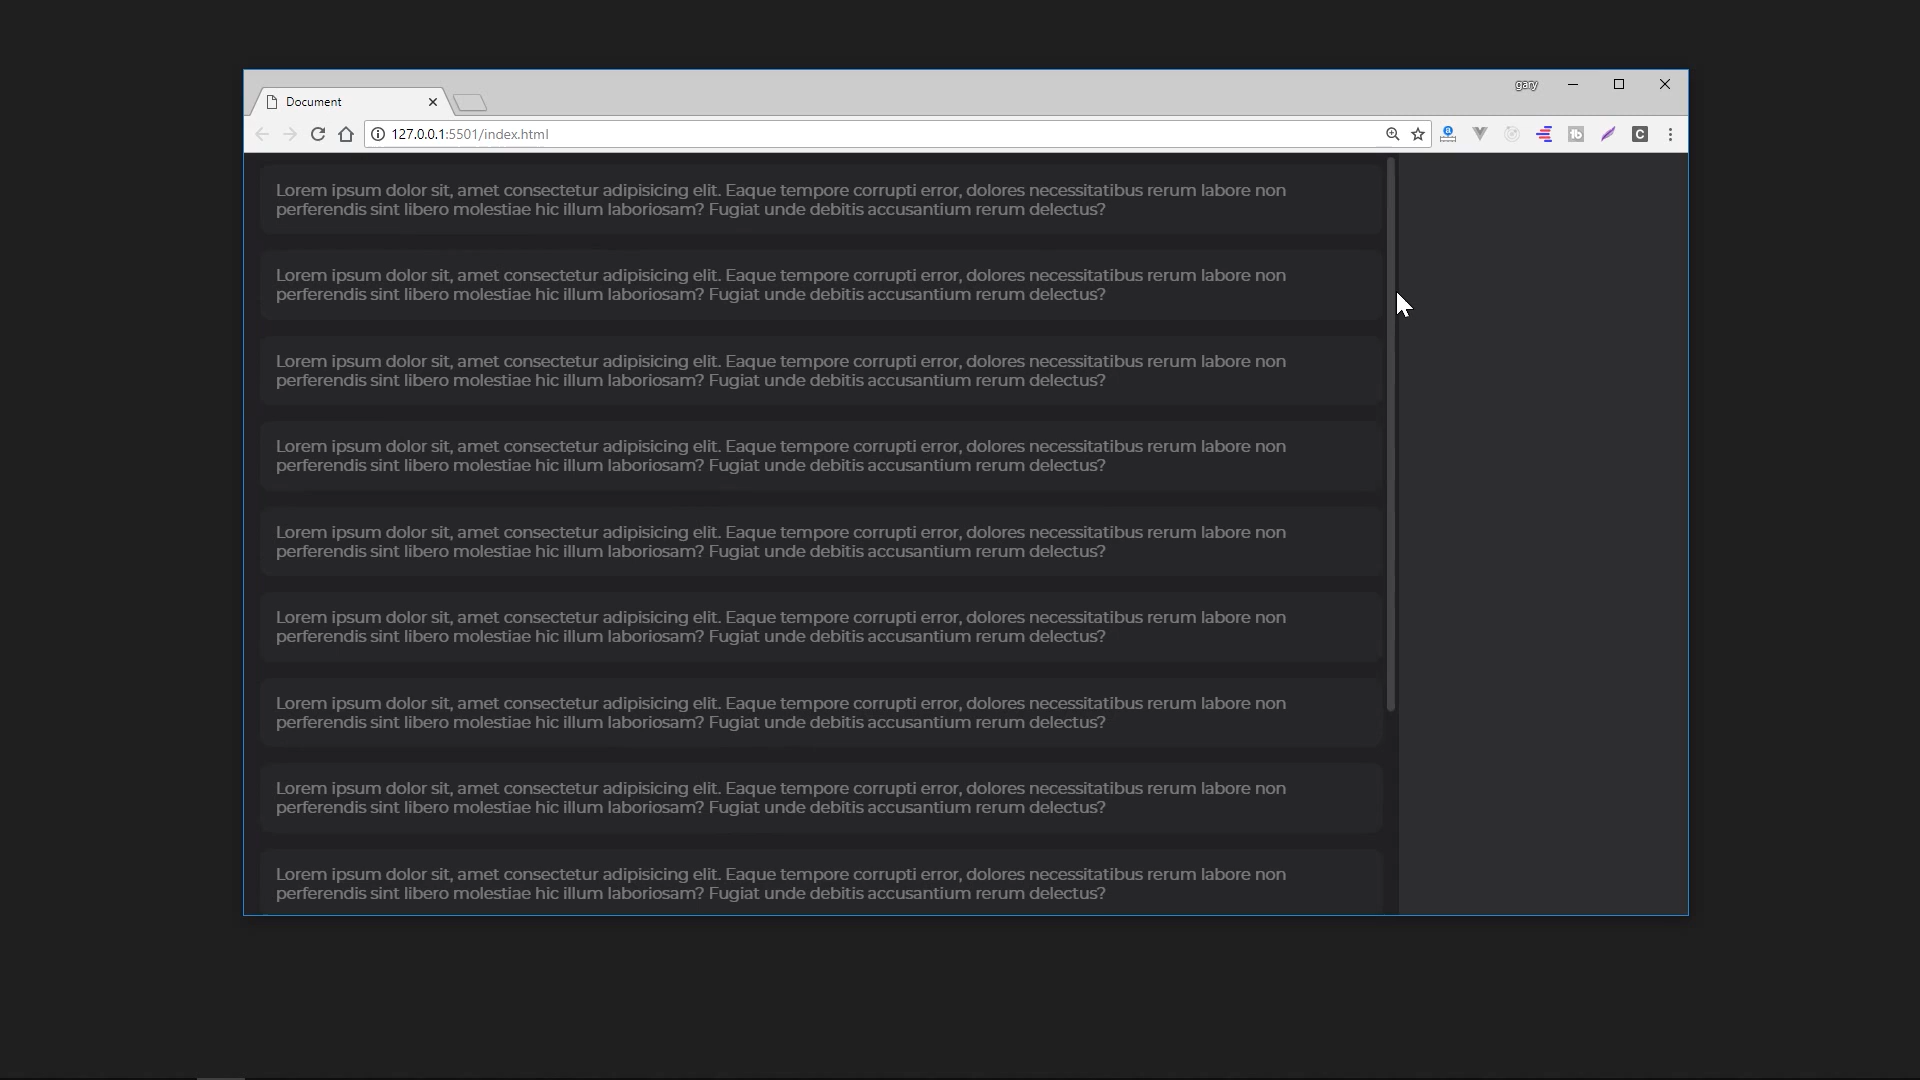 gary
Document
127.0.0.1:5501/index.html
Lorem ipsum dolor sit, amet consectetur adipisicing elit. Eaque tempore corrupti error, dolores necessitatibus rerum labore non
perferendis sint libero molestiae hic illum laboriosam? Fugiat unde debitis accusantium rerum delectus?
Lorem ipsum dolor sit, amet consectetur adipisicing elit. Eaque tempore corrupti error, dolores necessitatibus rerum labore non
perferendis sint libero molestiae hic illum laboriosam? Fugiat unde debitis accusantium rerum delectus?
Lorem ipsum dolor sit, amet consectetur adipisicing elit. Eaque tempore corrupti error, dolores necessitatibus rerum labore non
perferendis sint libero molestiae hic illum laboriosam? Fugiat unde debitis accusantium rerum delectus?
Lorem ipsum dolor sit, amet consectetur adipisicing elit. Eaque tempore corrupti error, dolores necessitatibus rerum labore non
perferendis sint libero molestiae hic illum laboriosam? Fugiat unde debitis accusantium rerum delectus?
Lorem ipsum dolor sit, amet consectetur adipisicing elit. Eaque tempore corrupti error, dolores necessitatibus rerum labore non
perferendis sint libero molestiae hic illum laboriosam? Fugiat unde debitis accusantium rerum delectus?
Lorem ipsum dolor sit, amet consectetur adipisicing elit. Eaque tempore corrupti error, dolores necessitatibus rerum labore non
perferendis sint libero molestiae hic illum laboriosam? Fugiat unde debitis accusantium rerum delectus?
Lorem ipsum dolor sit, amet consectetur adipisicing elit. Eaque tempore corrupti error, dolores necessitatibus rerum labore non
perferendis sint libero molestiae hic illum laboriosam? Fugiat unde debitis accusantium rerum delectus?
Lorem ipsum dolor sit, amet consectetur adipisicing elit. Eaque tempore corrupti error, dolores necessitatibus rerum labore non
perferendis sint libero molestiae hic illum laboriosam? Fugiat unde debitis accusantium rerum delectus?
Lorem ipsum dolor sit, amet consectetur adipisicing elit. Eaque tempore corrupti error, dolores necessitatibus rerum labore non
perferendis sint libero molestiae hic illum laboriosam? Fugiat unde debitis accusantium rerum delectus?